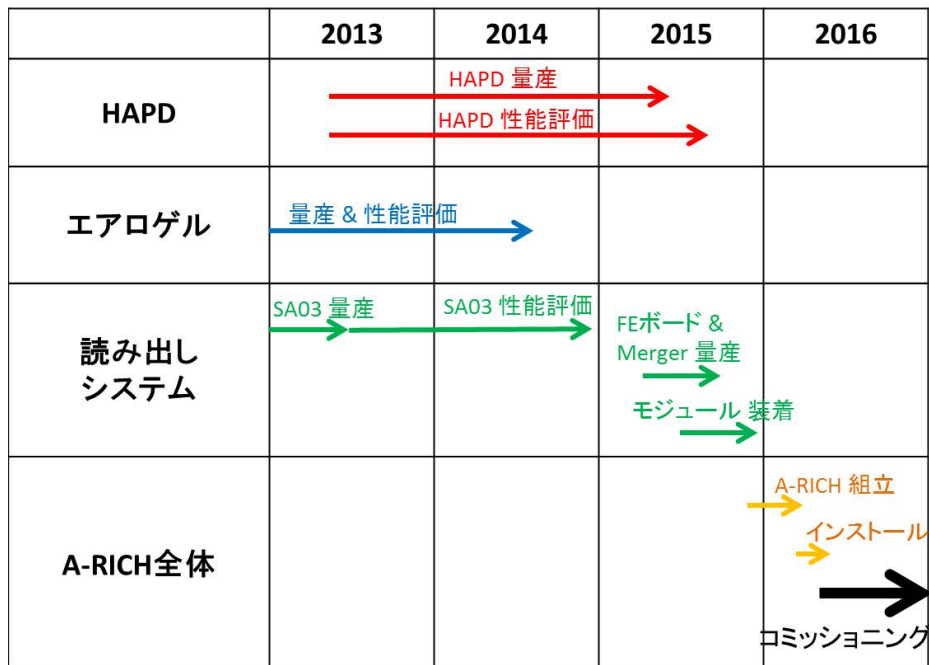 2013 2014 2015 2016
HAPD
HAPD 量産
HAPD 性能評価
エアロゲル
量産 & 性能評価
読み出し
システム
SA03 量産
SA03 性能評価
FEボード &
Merger 量産
モジュール 装着
A-RICH全体
A-RICH 組立
インストール
コミッショニング